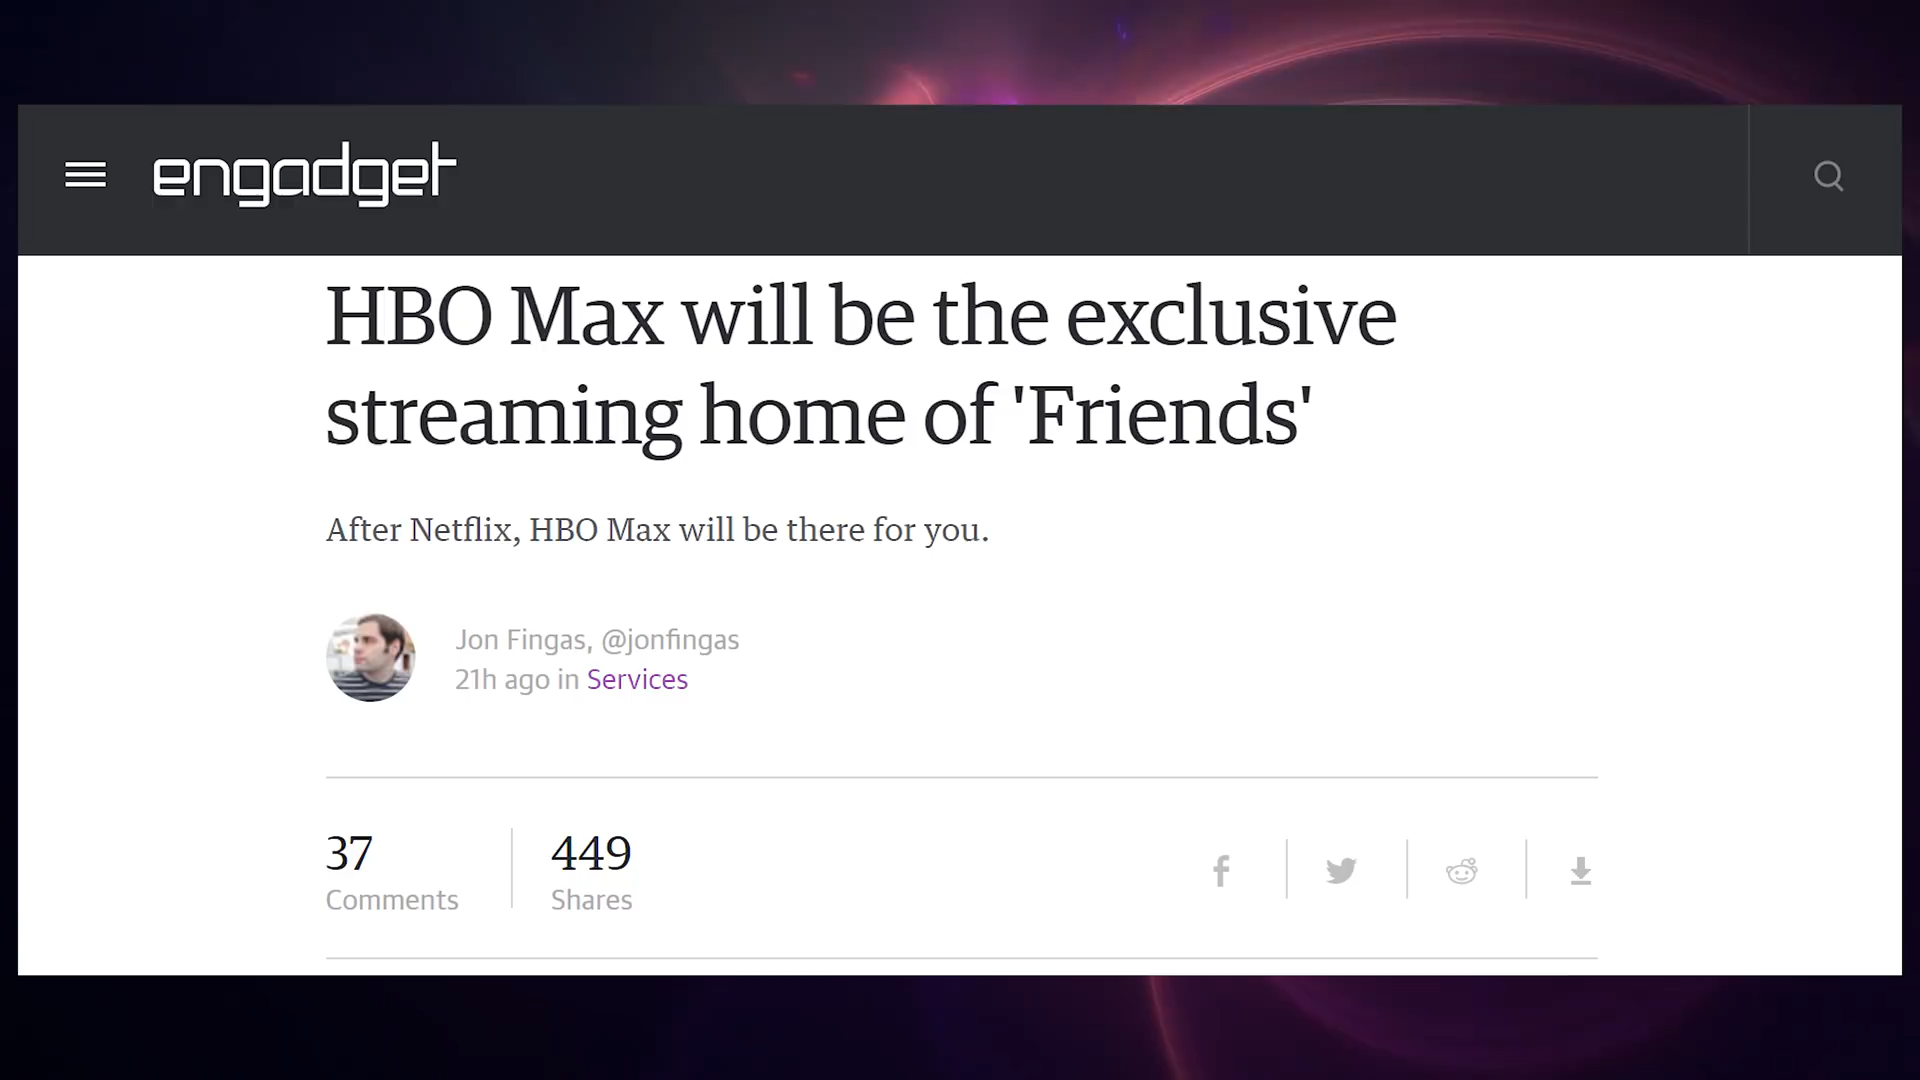 engadget
HBO Max will be the exclusive
streaming home of 'Friends'
After Netflix, HBO Max will be there for you.
Jon Fingas, @jonfingas
21h ago in Services
37
Comments
449
Shares